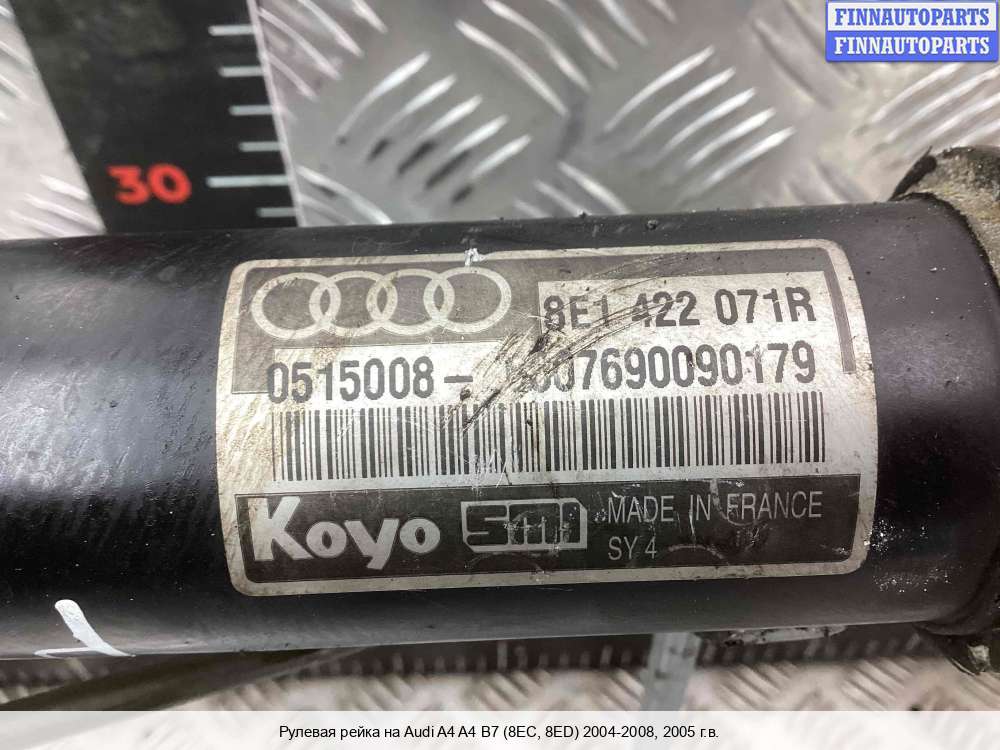 FINNAUTOPARTS
FINNAUTOPARTS
30
8E1 422 071R
0515008-
Koyo smi MADE IN FRANCE
SY 4
Рулевая рейка на Audi A4 A4 B7 (8EC, 8ED) 2004-2008, 2005 г.в.